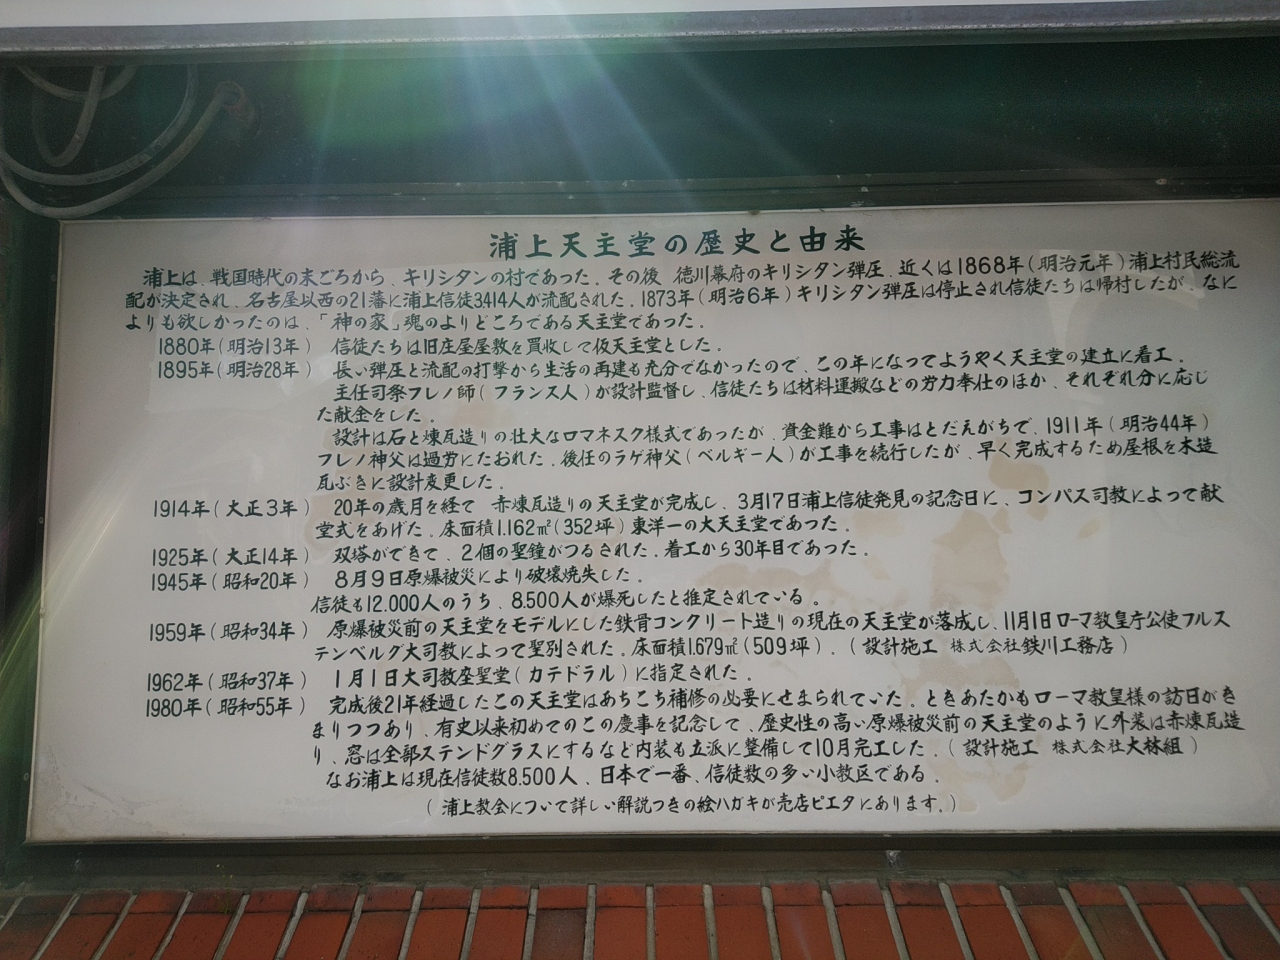 浦上天主堂の歴史と由来
浦上は、戦国時代の末ごろから、キリシタンの村であった。その後、徳川幕府のキリシタン弾圧、近くは1868年(明治元年)浦上村民総流
配が決定され、名古屋以西の21藩に浦上信徒3414人が流配された。1873年(明治6年)キリシタン弾圧は停止され信徒たちは帰村したが、なに
よりも欲しかったのは、「神の家」魂のよりどころである天主堂であった。
1880年(明治13年) 信徒たちは旧庄屋屋敷を買収して仮天主堂とした。
1895年(明治28年) 長い弾圧と流配の打撃から生活の再建も充分でなかったので、この年になってようやく天主堂の建立に着工。
主任司祭フレノ師(フランス人)が設計監督し、信徒たちは材料運搬などの労力奉仕のほか、それぞれ分に応じ
た献金をした。
設計は石と煉瓦造りの壮大なロマネスク様式であったが、資金難から工事はとだえがちで、1911年(明治44年)
フレノ神父は過労にたおれた。後任のラゲ神父(ベルギー人)が工事を続行したが、早く完成するため屋根を木造
瓦ぶきに設計変更した。
1914年(大正3年) 20年の歳月を経て 赤煉瓦造りの天主堂が完成し、3月17日浦上信徒発見の記念日に、コンパス司教によって献
堂式をあげた。床面積1.162㎡(352坪)東洋一の大天主堂であった。
1925年(大正14年) 双塔ができて、2個の聖鐘がつるされた。着工から30年目であった。
1945年(昭和20年) 8月9日原爆被災により破壊焼失した。
信徒も12.000人のうち、8.500人が爆死したと推定されている。
1959年(昭和34年) 原爆被災前の天主堂をモデルにした鉄骨コンクリート造りの現在の天主堂が落成し、11月1日ローマ教皇庁公使フルス
テンベルグ大司教によって聖別された。床面積1.679㎡(509坪)。(設計施工 株式会社鉄川工務店)
1962年(昭和37年) 1月1日大司教座聖堂(カテドラル)に指定された。
1980年(昭和55年) 完成後21年経過したこの天主堂はあちこち補修の必要にせまられていた。ときあたかもローマ教皇様の訪日がき
まりつつあり、有史以来初めてのこの慶事を記念して、歴史性の高い原爆被災前の天主堂のように外装は赤煉瓦造
り、窓は全部ステンドグラスにするなど内装も立派に整備して10月完工した。(設計施工 株式会社大林組)
なお浦上は現在信徒数8.500人、日本で一番、信徒数の多い小教区である。
(浦上教会について詳しい解説つきの絵ハガキが売店ピエタにあります。)